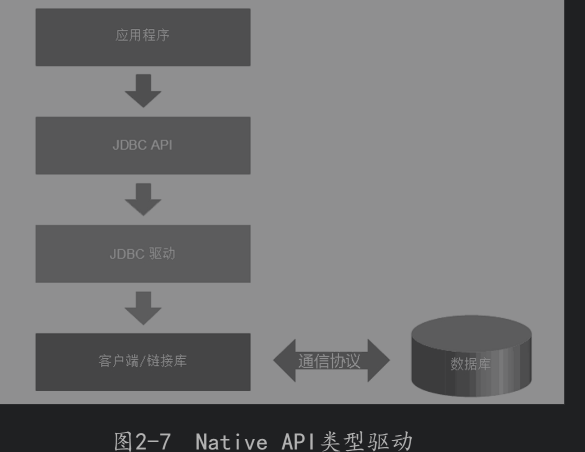 应用程序
JDBC API
JDBC 驱动
客户端/链接库
通信协议
数据库
图2-7 Native API类型驱动